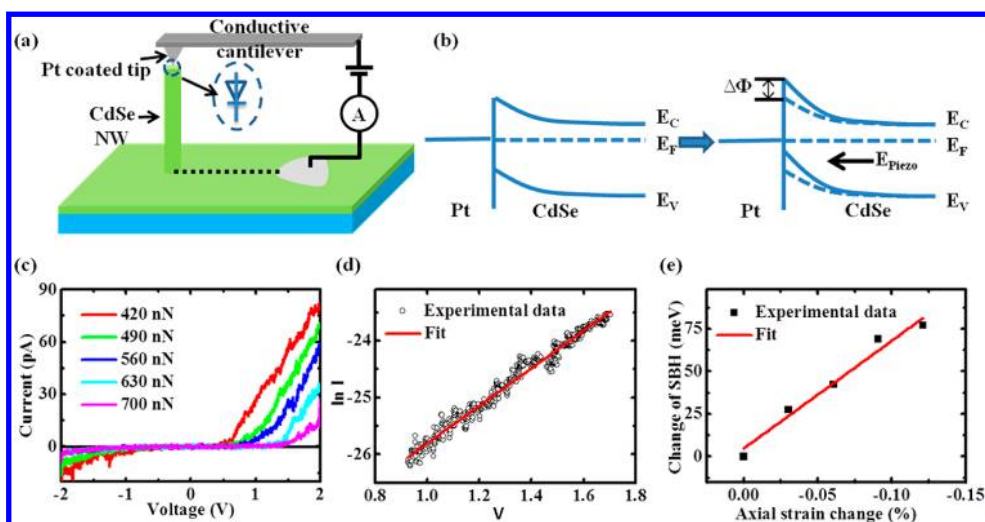 (a)
Conductive
cantilever
Pt coated tip
CdSe
NW
A
(b)
E_C
E_F
E_V
Pt
CdSe
ΔΦ
E_C
E_F
E_Piezo
E_V
Pt
CdSe
(c)
90
60
30
0
-2
-1
0
1
2
Current (pA)
Voltage (V)
420 nN
490 nN
560 nN
630 nN
700 nN
(d)
Experimental data
Fit
-24
-25
-26
0.8
1.0
1.2
1.4
1.6
1.8
ln I
V
(e)
Experimental data
Fit
75
50
25
0
0.00
-0.05
-0.10
-0.15
Change of SBH (meV)
Axial strain change (%)